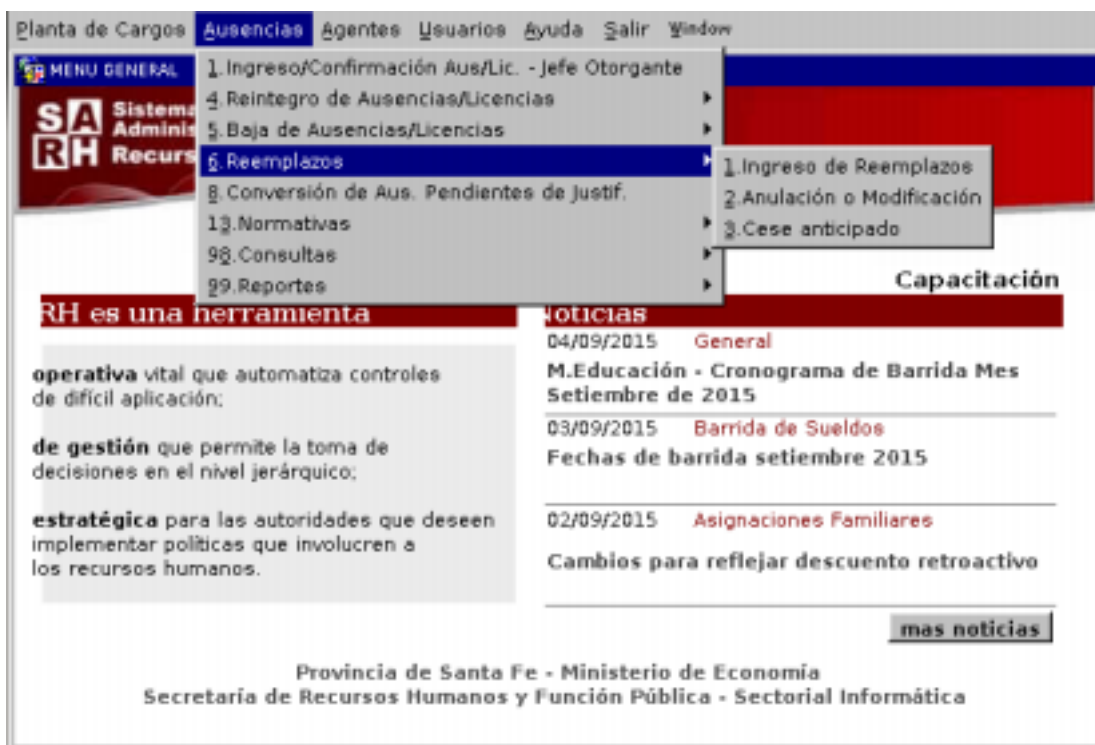 Planta de Cargos Ausencias Agentes Usuarios Ayuda Salir Window
MENU GENERAL
SARH
Sistema
Adminis
Recurs
1.Ingreso/Confirmación Aus/Lic. - Jefe Otorgante
4.Reintegro de Ausencias/Licencias
5.Baja de Ausencias/Licencias
6.Reemplazos
8.Conversión de Aus. Pendientes de Justif.
13.Normativas
98.Consultas
99.Reportes
1.Ingreso de Reemplazos
2.Anulación o Modificación
3.Cese anticipado
Capacitación
RH es una herramienta
operativa vital que automatiza controles
de difícil aplicación;
de gestión que permite la toma de
decisiones en el nivel jerárquico;
estratégica para las autoridades que deseen
implementar políticas que involucren a
los recursos humanos.
Noticias
04/09/2015 General
M.Educación - Cronograma de Barrida Mes
Setiembre de 2015
03/09/2015 Barrida de Sueldos
Fechas de barrida setiembre 2015
02/09/2015 Asignaciones Familiares
Cambios para reflejar descuento retroactivo
mas noticias
Provincia de Santa Fe - Ministerio de Economía
Secretaría de Recursos Humanos y Función Pública - Sectorial Informática